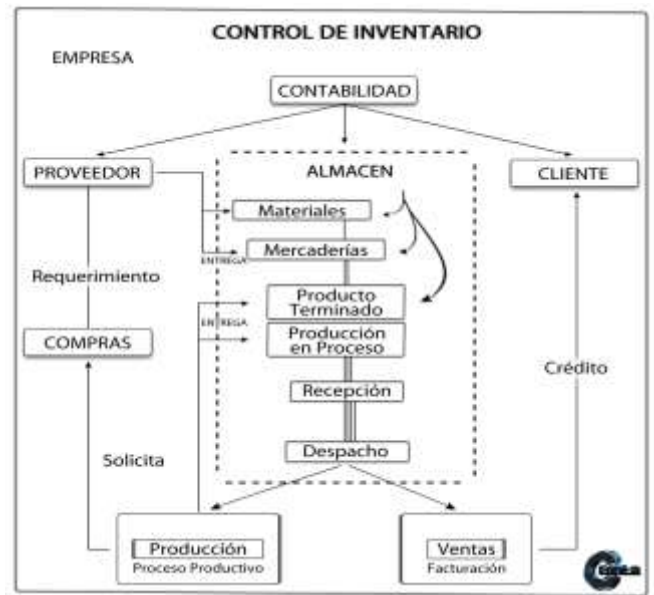 CONTROL DE INVENTARIO
EMPRESA
CONTABILIDAD
PROVEEDOR
ALMACEN
CLIENTE
Materiales
Mercaderías
ENTREGA
Requerimiento
Producto
Terminado
ENTREGA
Producción
en Proceso
COMPRAS
Crédito
Recepción
Solicita
Despacho
Producción
Proceso Productivo
Ventas
Facturación